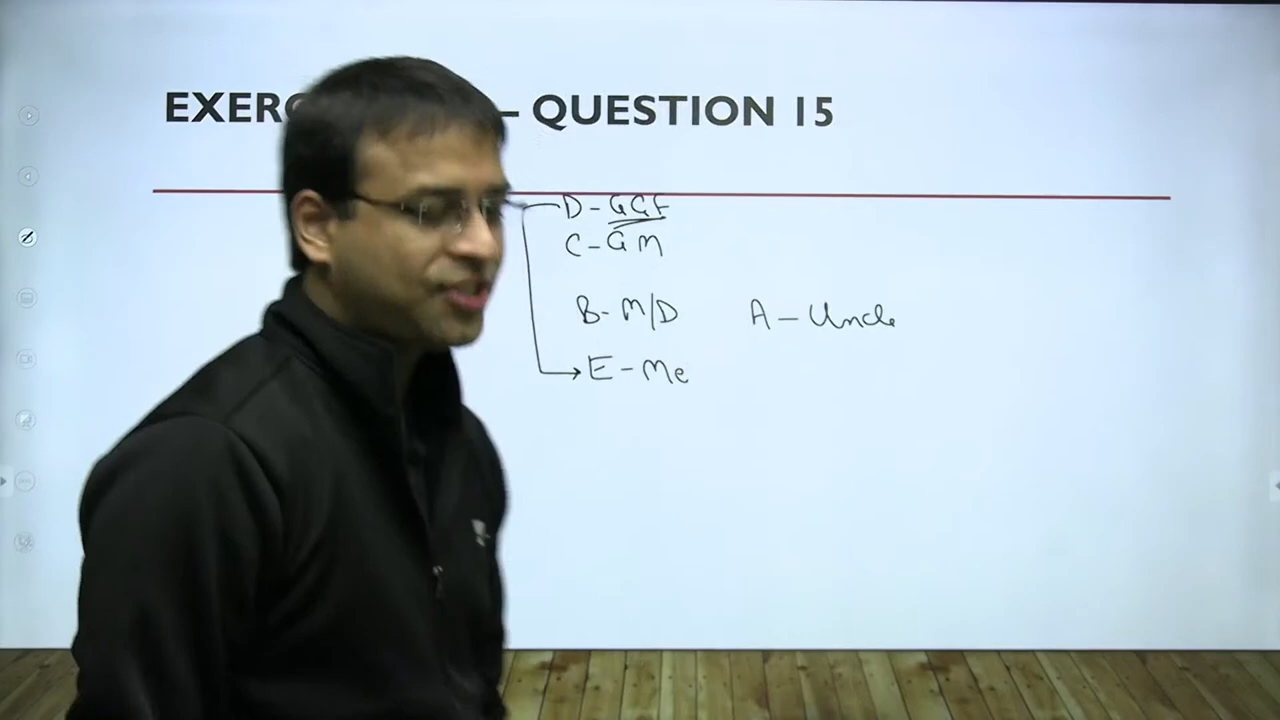 EXERC – QUESTION 15
D - GGF
C - GM
B - M/D A - Uncle
E - Me